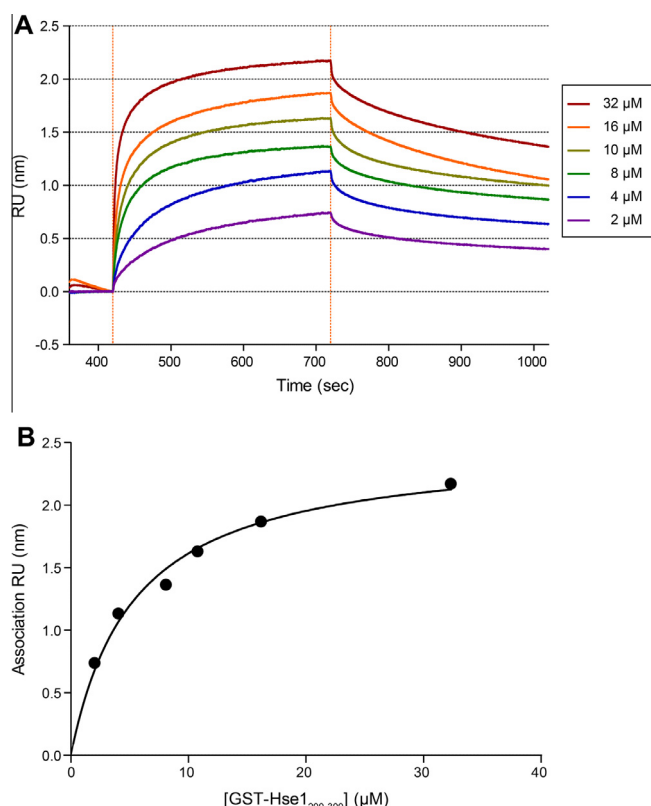 A
2.5
2.0
1.5
1.0
0.5
0.0
-0.5
RU (nm)
400 500 600 700 800 900 1000
Time (sec)
32 µM
16 µM
10 µM
8 µM
4 µM
2 µM
B
2.5
2.0
1.5
1.0
0.5
0.0
Association RU (nm)
0 10 20 30 40
[GST-Hse1] (µM)